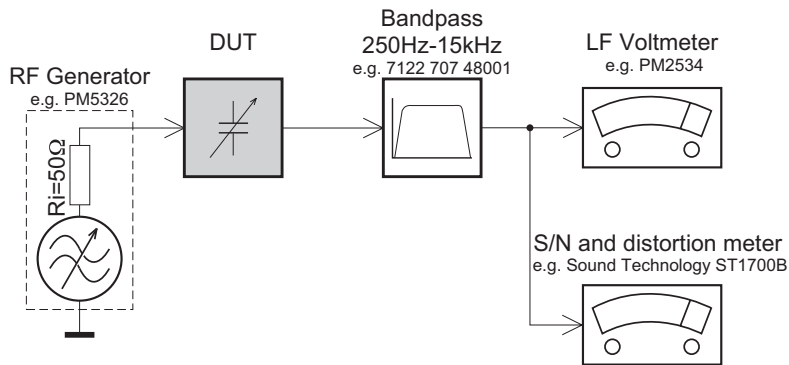 RF Generator
e.g. PM5326
Ri=50Ω
DUT
Bandpass
250Hz-15kHz
e.g. 7122 707 48001
LF Voltmeter
e.g. PM2534
S/N and distortion meter
e.g. Sound Technology ST1700B